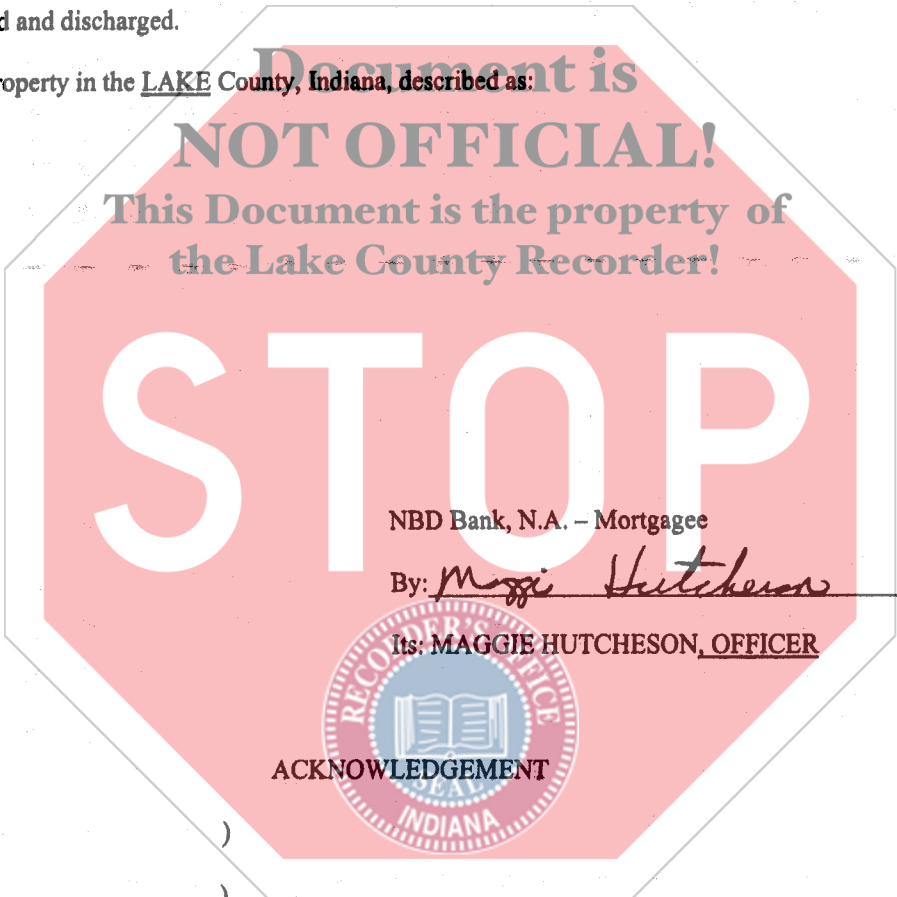 d and discharged.
operty in the LAKE County, Indiana, described as:
Document is
NOT OFFICIAL!
This Document is the property of
the Lake County Recorder!
STOP
NBD Bank, N.A. – Mortgagee
By: Maggi Hutcheson
Its: MAGGIE HUTCHESON, OFFICER
RECORDER'S OFFICE
SEAL
INDIANA
ACKNOWLEDGEMENT
)
)